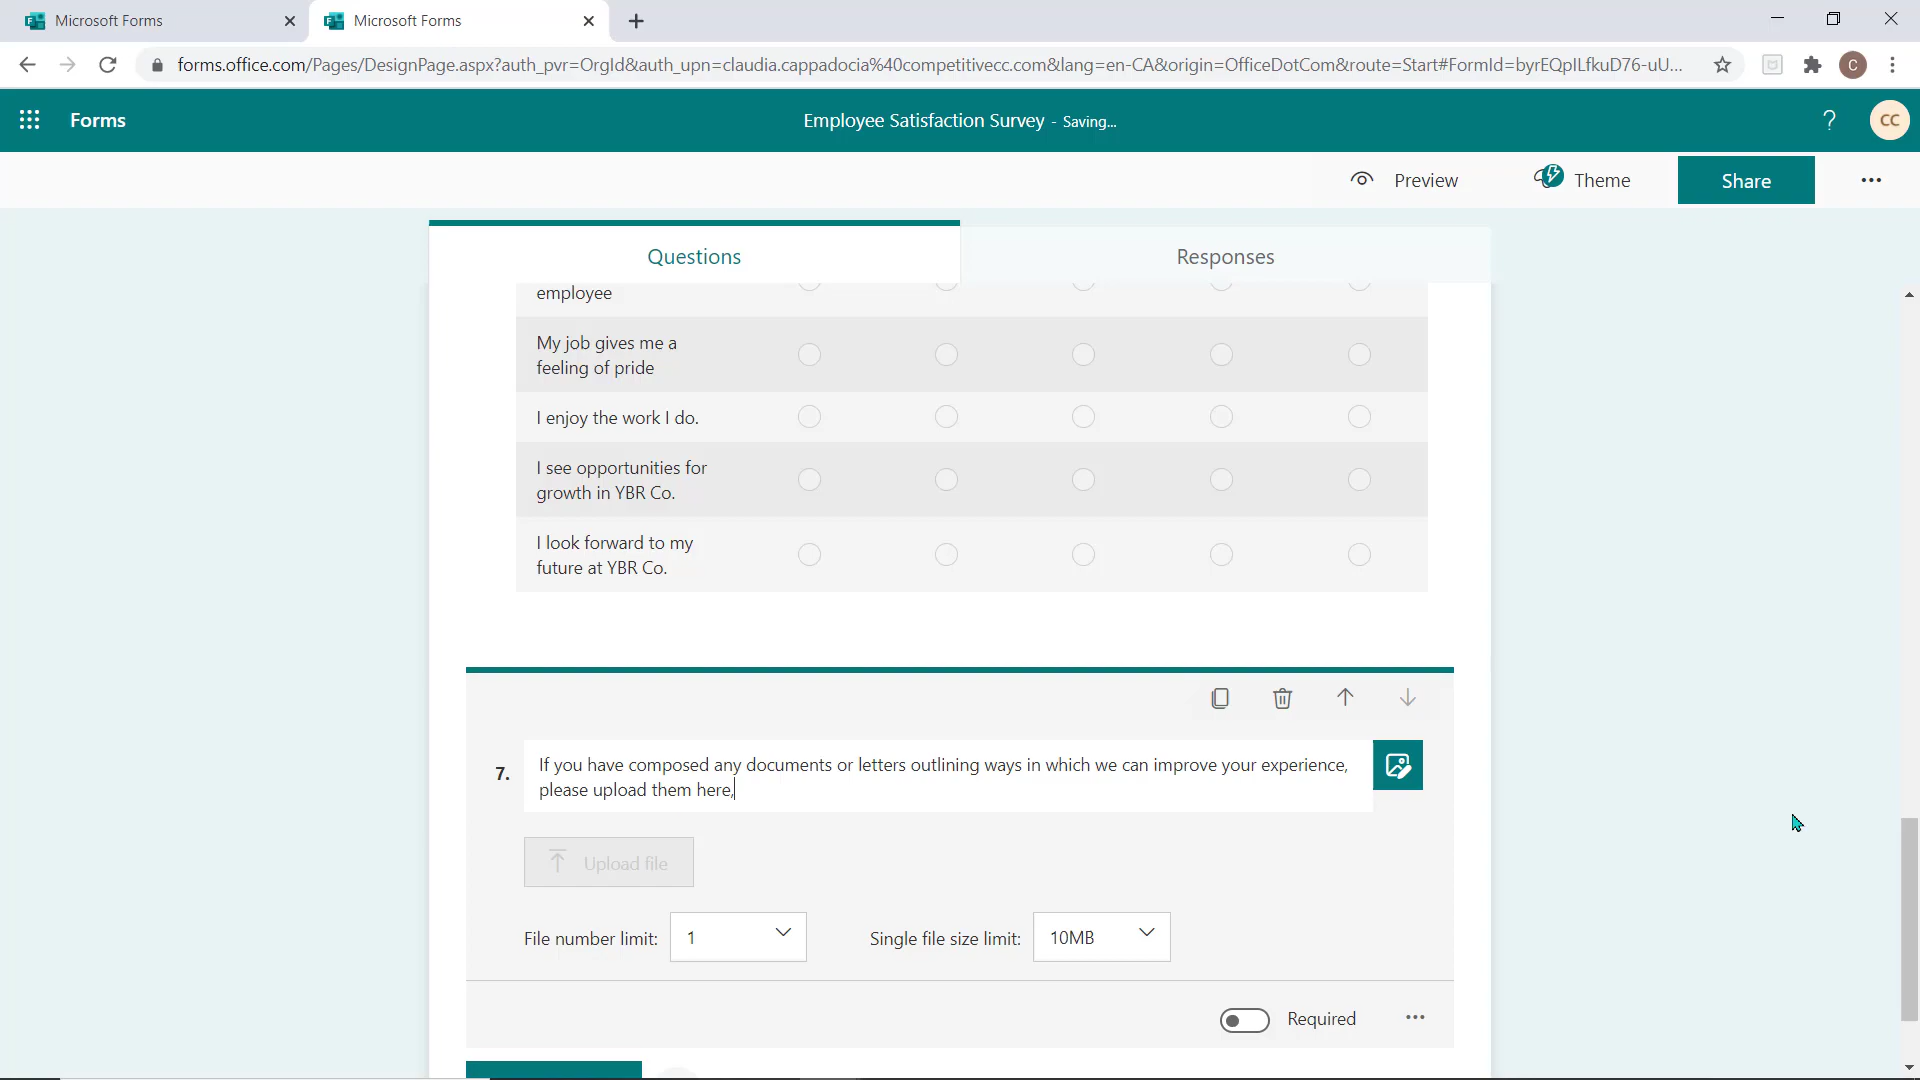 Microsoft Forms
Microsoft Forms
forms.office.com/Pages/DesignPage.aspx?auth_pvr=OrgId&auth_upn=claudia.cappadocia%40competitivecc.com&lang=en-CA&origin=OfficeDotCom&route=Start#FormId=byrEQpILfkuD76-uU...
C
Forms
Employee Satisfaction Survey - Saving...
?
CC
Preview
Theme
Share
Questions
Responses
employee
My job gives me a
feeling of pride
I enjoy the work I do.
I see opportunities for
growth in YBR Co.
I look forward to my
future at YBR Co.
7.
If you have composed any documents or letters outlining ways in which we can improve your experience,
please upload them here,
Upload file
File number limit: 1
Single file size limit: 10MB
Required